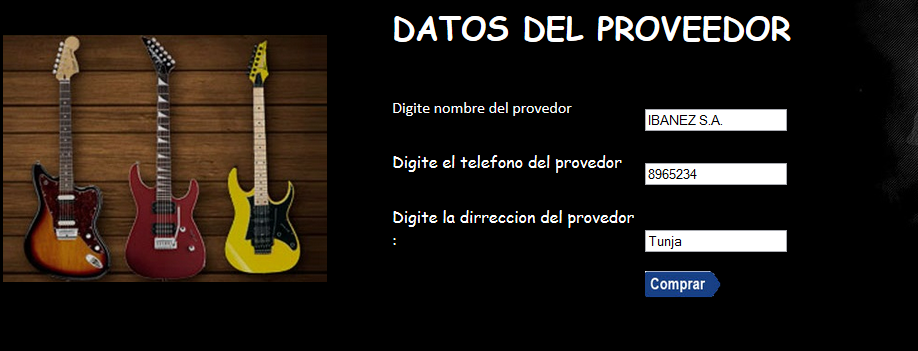 DATOS DEL PROVEEDOR
Digite nombre del provedor
IBANEZ S.A.
Digite el telefono del provedor
8965234
Digite la dirreccion del provedor
:
Tunja
Comprar